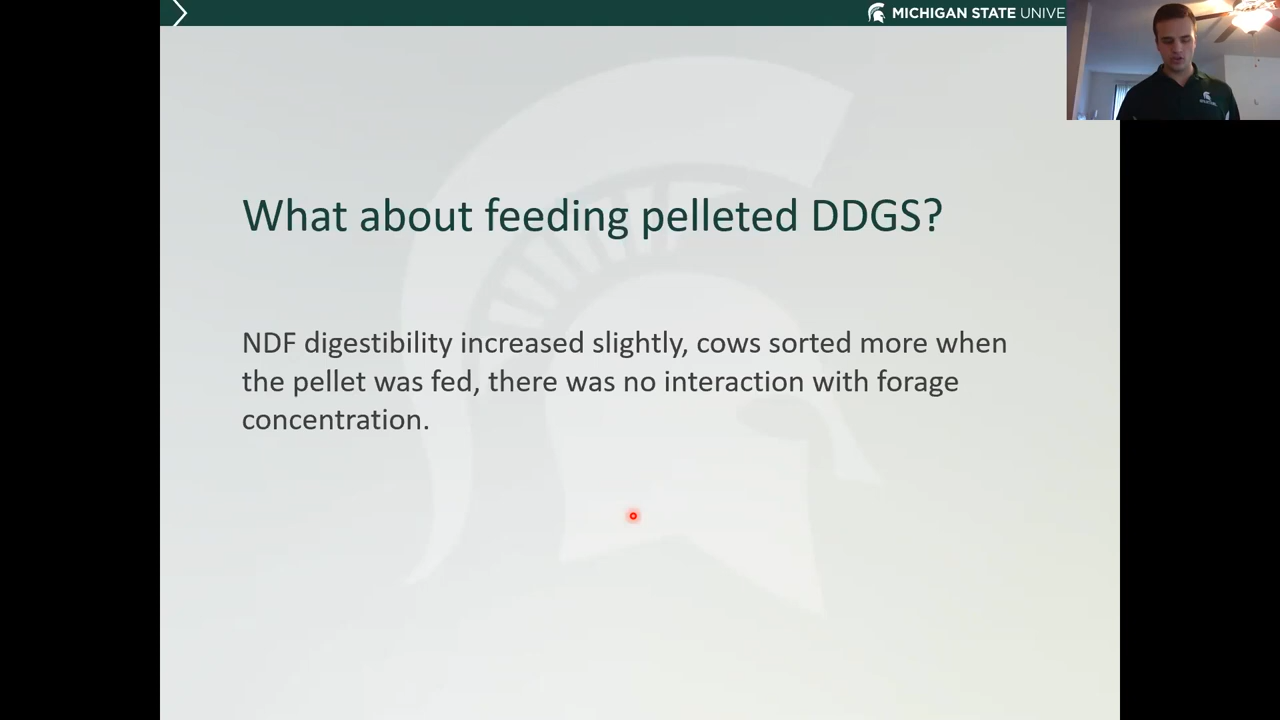 MICHIGAN STATE UNIVE
What about feeding pelleted DDGS?
NDF digestibility increased slightly, cows sorted more when
the pellet was fed, there was no interaction with forage
concentration.